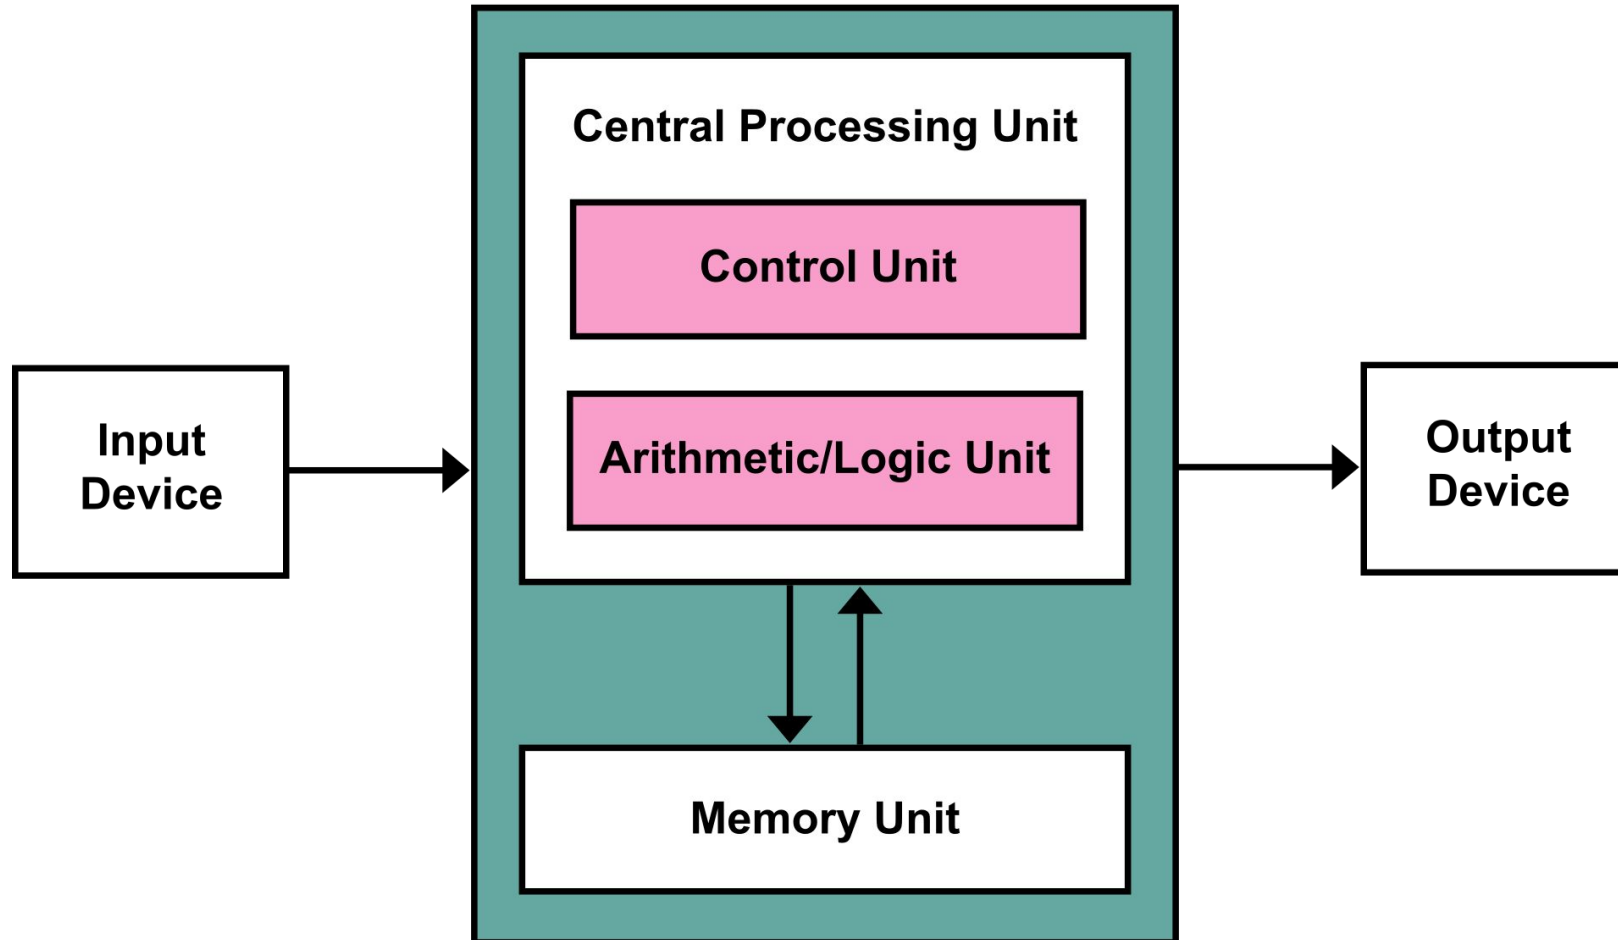 Central Processing Unit
Control Unit
Arithmetic/Logic Unit
Input
Device
Output
Device
Memory Unit